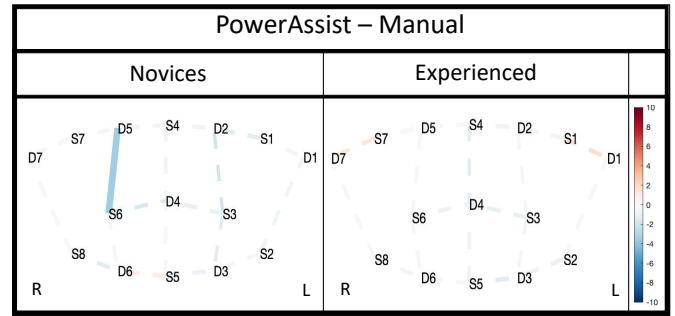 PowerAssist – Manual
Novices Experienced
S7 D5 S4 D2 S1
D7 D1
S6 D4 S3
S8 D6 S5 D3 S2
R L
S7 D5 S4 D2 S1
D7 D1
S6 D4 S3
S8 D6 S5 D3 S2
R L
10
8
6
4
2
0
-2
-4
-6
-8
-10